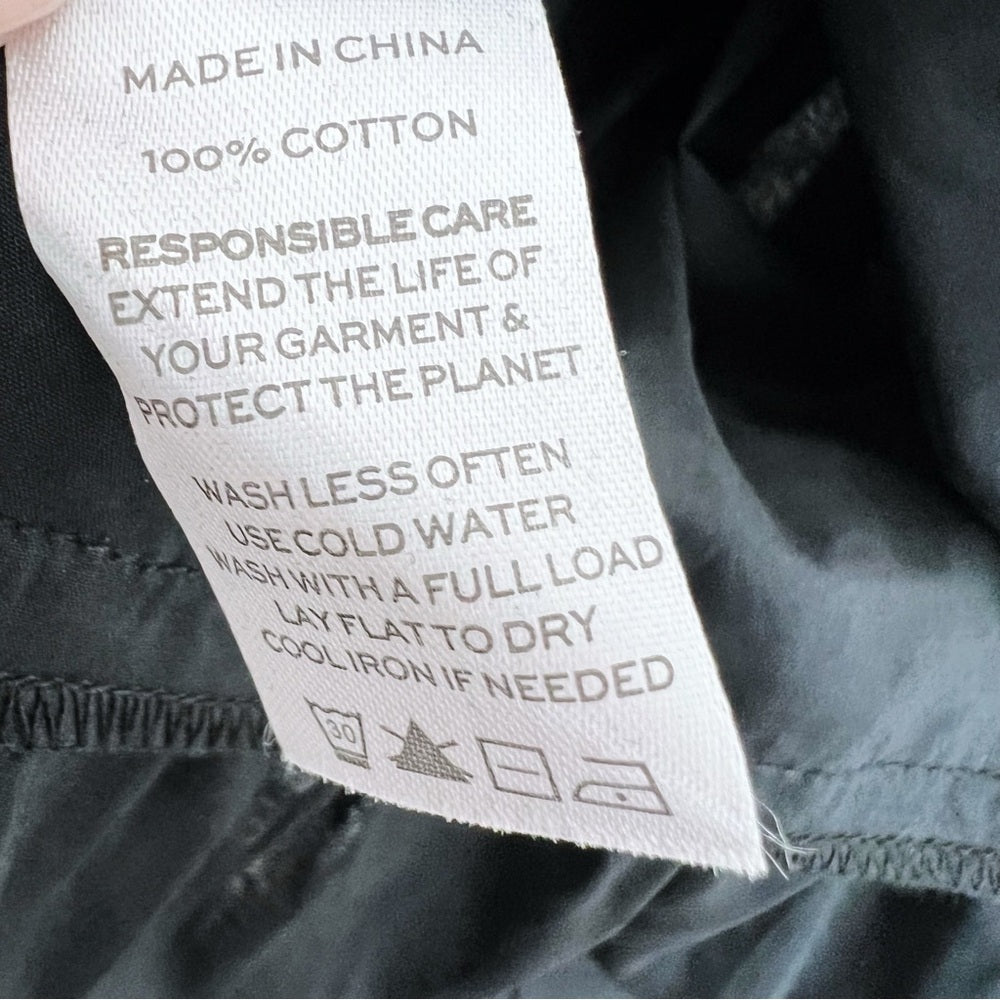 MADE IN CHINA
100% COTTON
RESPONSIBLE CARE
EXTEND THE LIFE OF
YOUR GARMENT &
PROTECT THE PLANET
WASH LESS OFTEN
USE COLD WATER
WASH WITH A FULL LOAD
LAY FLAT TO DRY
COOL IRON IF NEEDED
30